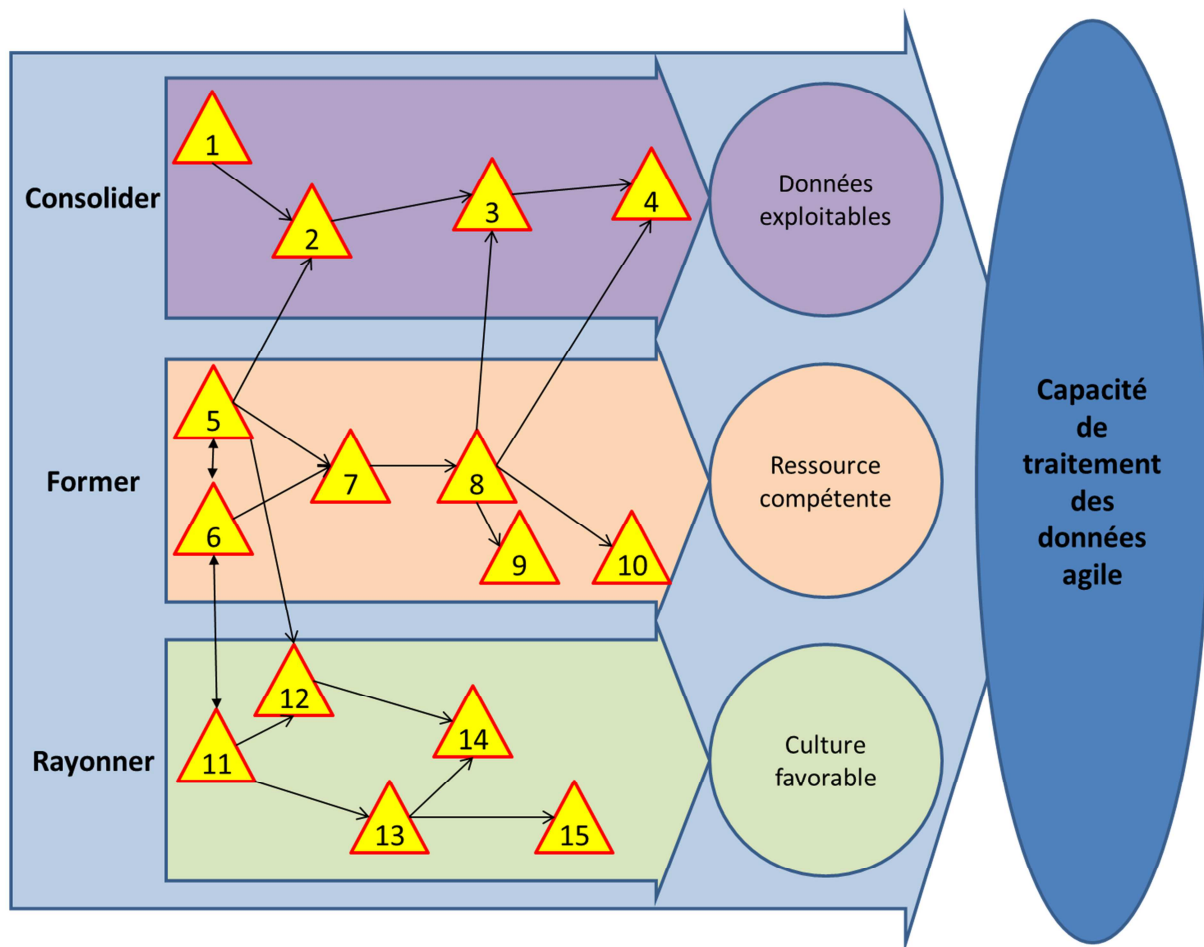 Consolider
1
2
3
4
Données
exploitables
Former
5
6
7
8
9
10
Ressource
compétente
Rayonner
11
12
13
14
15
Culture
favorable
Capacité
de
traitement
des
données
agile